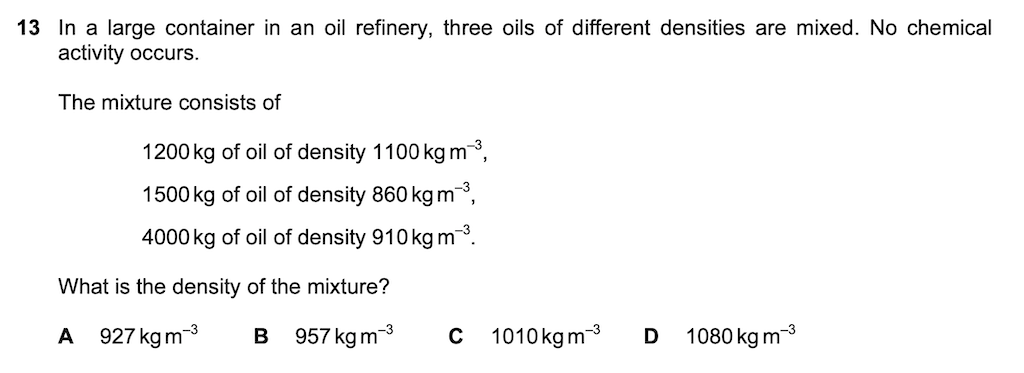 13 In a large container in an oil refinery, three oils of different densities are mixed. No chemical
activity occurs.
The mixture consists of
1200 kg of oil of density 1100 kg m⁻³,
1500 kg of oil of density 860 kg m⁻³,
4000 kg of oil of density 910 kg m⁻³.
What is the density of the mixture?
A 927 kg m⁻³ B 957 kg m⁻³ C 1010 kg m⁻³ D 1080 kg m⁻³